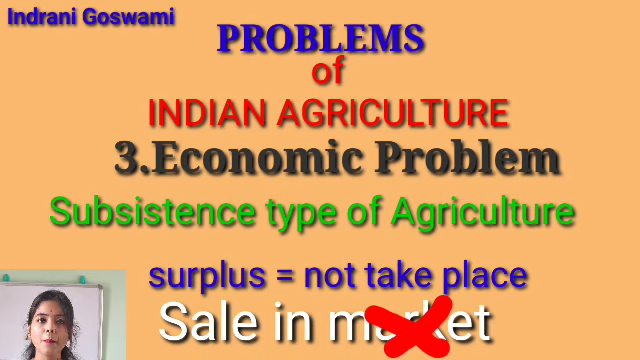 Indrani Goswami
PROBLEMS
of
INDIAN AGRICULTURE
3.Economic Problem
Subsistence type of Agriculture
surplus = not take place
Sale in market